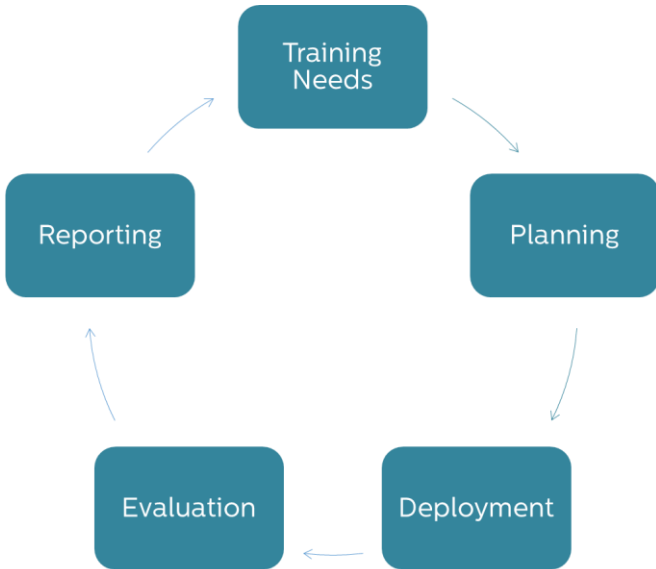 Training
Needs
Planning
Deployment
Evaluation
Reporting